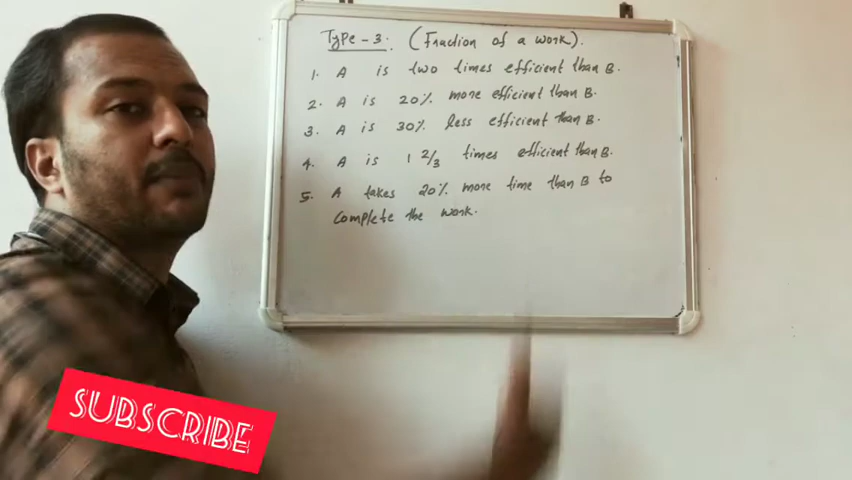 Type - 3. (Fraction of a work).
1. A is two times efficient than B.
2. A is 20% more efficient than B.
3. A is 30% less efficient than B.
4. A is 1 2/3 times efficient than B.
5. A takes 20% more time than B to
complete the work.
SUBSCRIBE